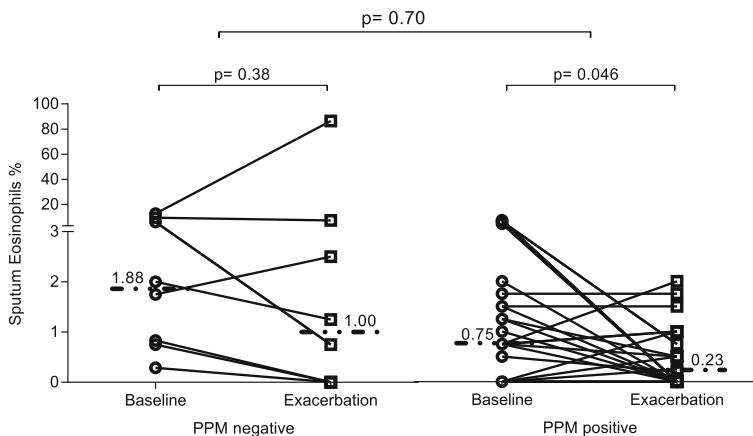 p= 0.70
p= 0.38
p= 0.046
Sputum Eosinophils %
100
80
60
40
20
3
2
1
0
1.88
1.00
0.75
0.23
Baseline Exacerbation Baseline Exacerbation
PPM negative PPM positive